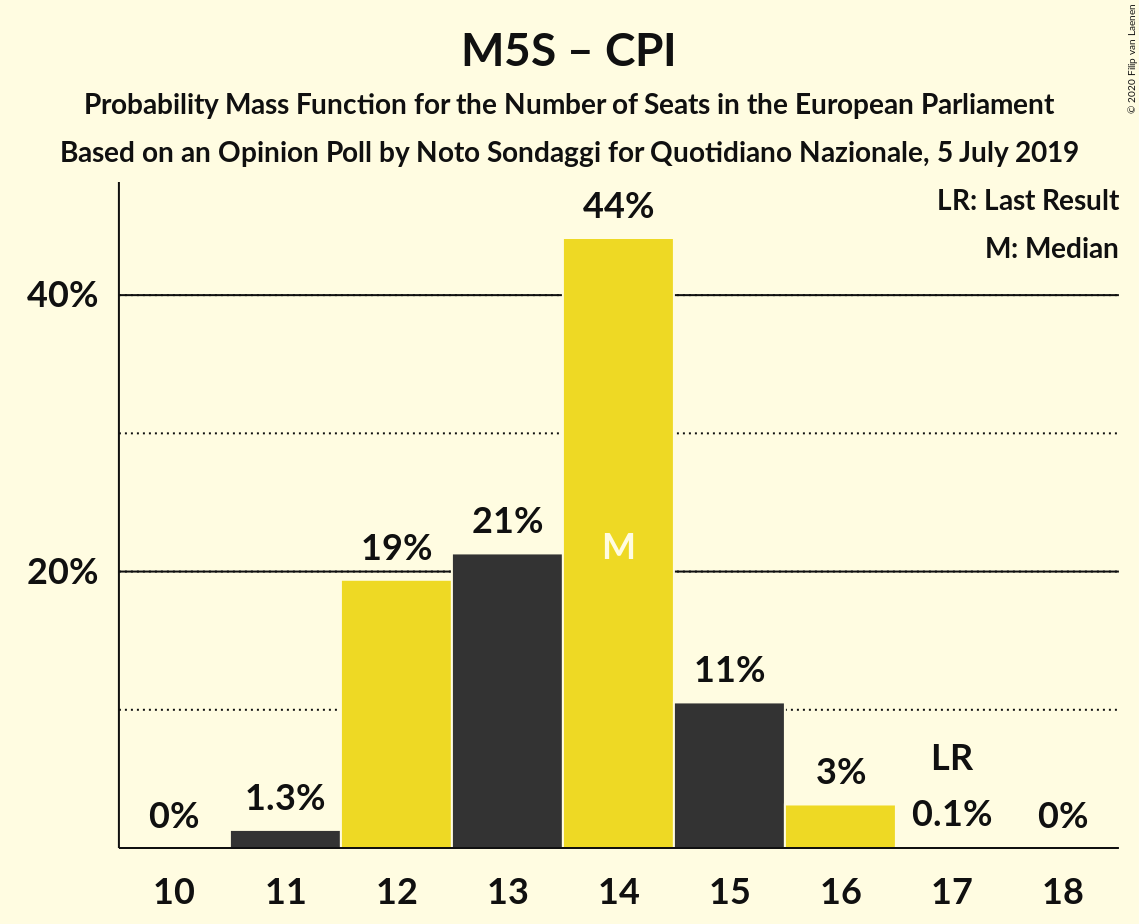 M5S – CPI
Probability Mass Function for the Number of Seats in the European Parliament
Based on an Opinion Poll by Noto Sondaggi for Quotidiano Nazionale, 5 July 2019
© 2020 Filip van Laenen
LR: Last Result
M: Median
40%
20%
0%
1.3%
19%
21%
44%
M
11%
3%
LR
0.1%
0%
10 11 12 13 14 15 16 17 18